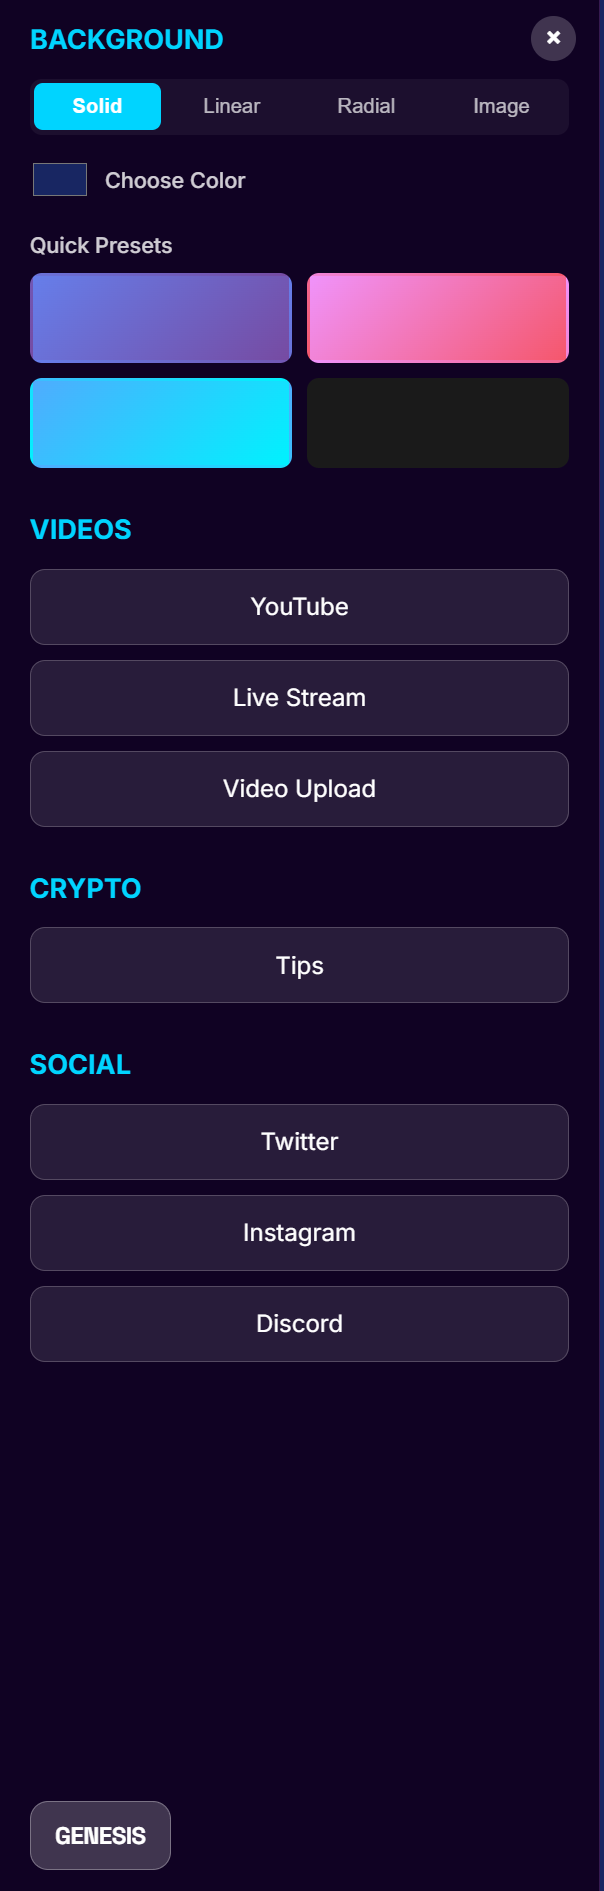 BACKGROUND
✖
Solid Linear Radial Image
Choose Color
Quick Presets
VIDEOS
YouTube
Live Stream
Video Upload
CRYPTO
Tips
SOCIAL
Twitter
Instagram
Discord
GENESIS